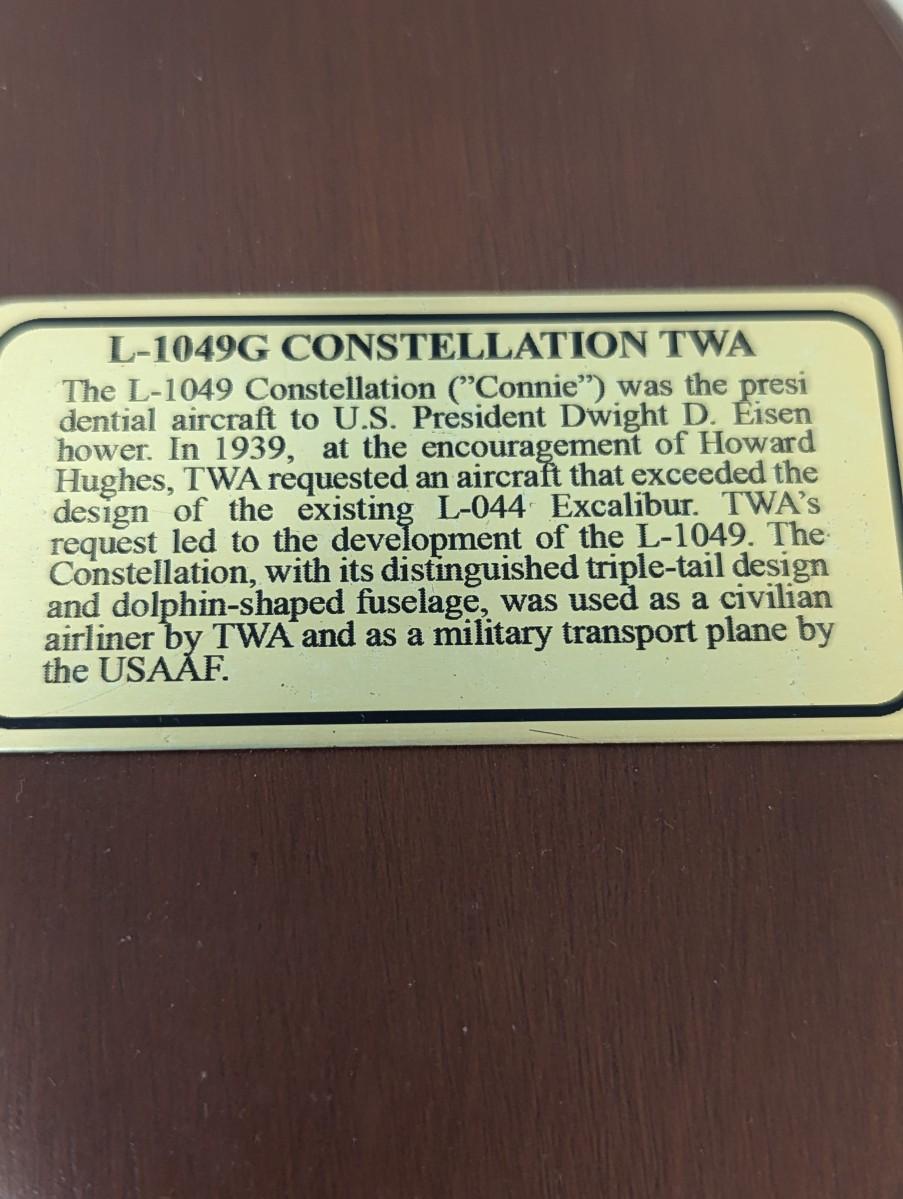 L-1049G CONSTELLATION TWA
The L-1049 Constellation (”Connie”) was the presi
dential aircraft to U.S. President Dwight D. Eisen
hower. In 1939, at the encouragement of Howard
Hughes, TWA requested an aircraft that exceeded the
design of the existing L-044 Excalibur. TWA’s
request led to the development of the L-1049. The
Constellation, with its distinguished triple-tail design
and dolphin-shaped fuselage, was used as a civilian
airliner by TWA and as a military transport plane by
the USAAF.